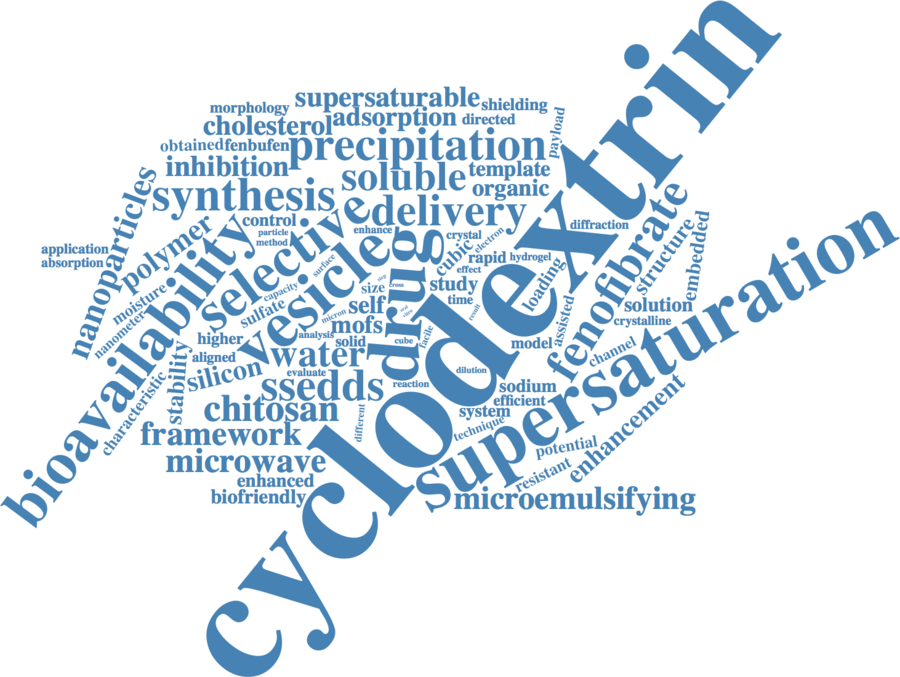 cyclodextrin
supersaturation
bioavailability
drug
vesicle
precipitation
selective
delivery
synthesis
fenofibrate
soluble
supersaturable
shielding
morphology
cholesterol
adsorption
directed
payload
obtained
fenbufen
inhibition
template
organic
nanoparticles
polymer
control
particle
method
enhance
crystal
electron
cubic
diffraction
structure
embedded
application
absorption
moisture
nanometer
surface
capacity
sulfate
size
step
cross
self
study
rapid
hydrogel
effect
time
loading
result
assisted
solution
crystalline
higher
aligned
silicon
stability
characteristic
micron
analysis
mofs
solid
cube
facile
water
evaluate
model
channel
ssedds
reaction
dilution
sodium
efficient
chitosan
different
system
technique
framework
microwave
enhanced
biofriendly
potential
resistant
enhancement
microemulsifying